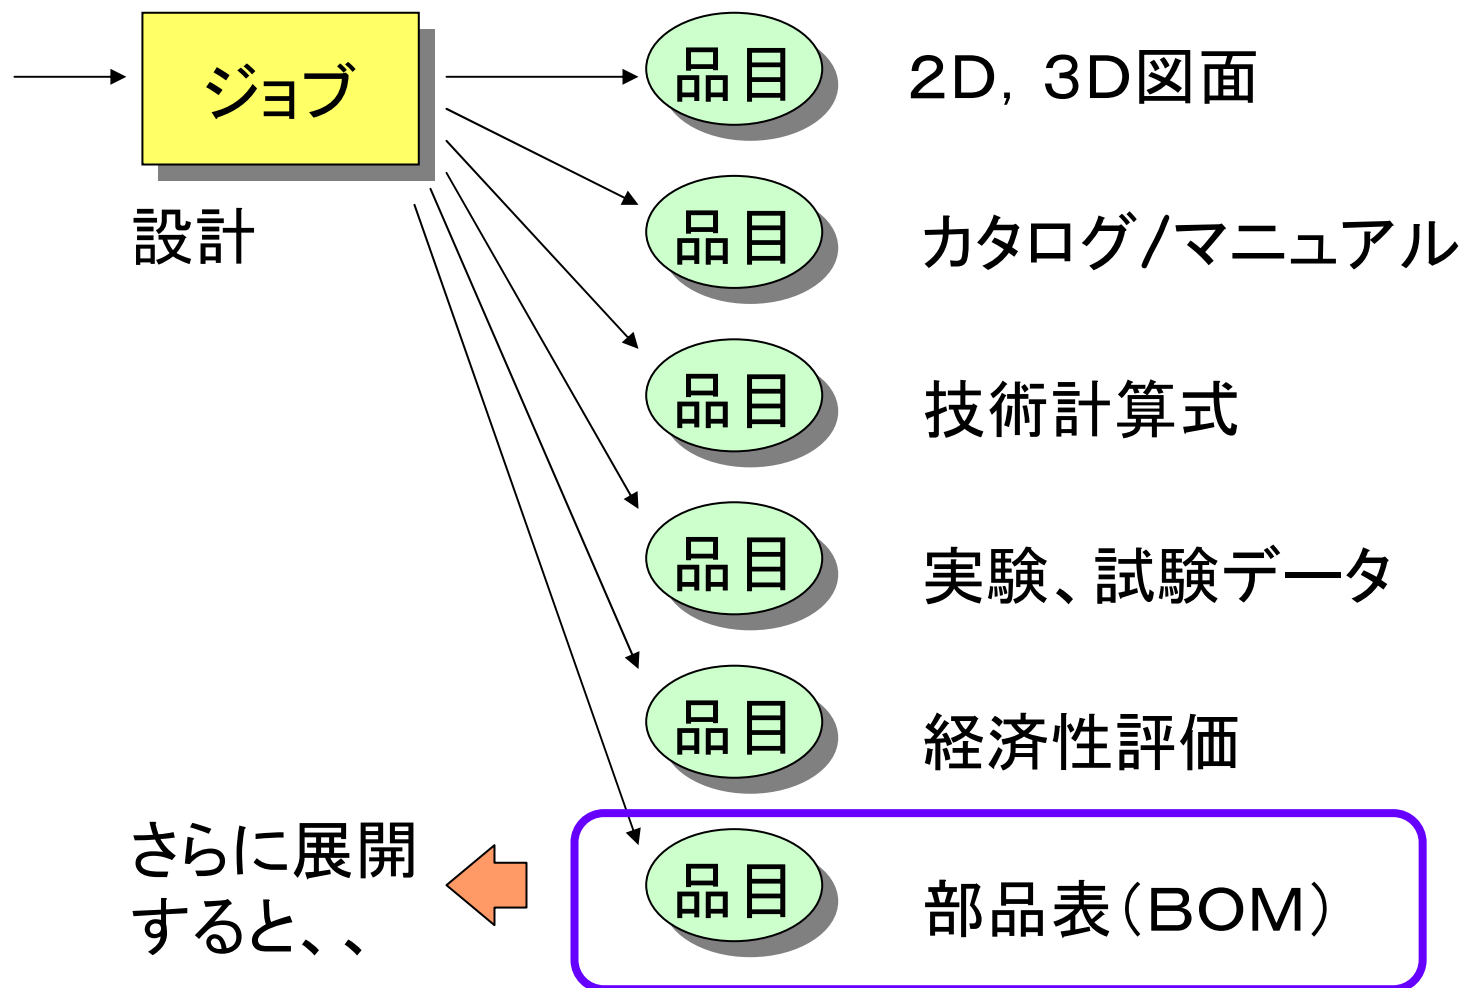 ジョブ
設計
品目
2D, 3D図面
品目
カタログ/マニュアル
品目
技術計算式
品目
実験、試験データ
品目
経済性評価
品目
部品表(BOM)
さらに展開
すると、、